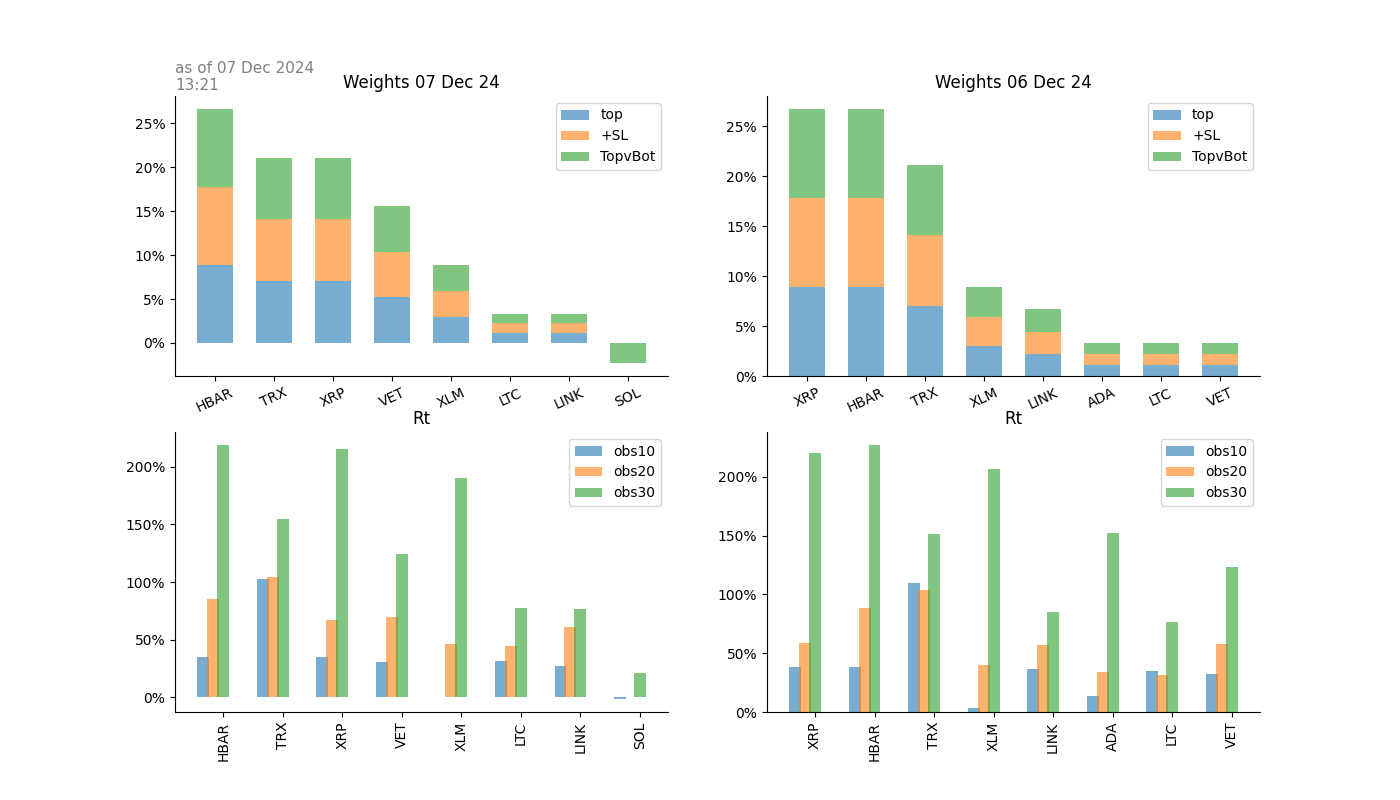 as of 07 Dec 2024
13:21
Weights 07 Dec 24
25%
20%
15%
10%
5%
0%
top
+SL
TopvBot
HBAR TRX XRP VET XLM LTC LINK SOL
Weights 06 Dec 24
25%
20%
15%
10%
5%
0%
top
+SL
TopvBot
XRP HBAR TRX XLM LINK ADA LTC VET
Rt
200%
150%
100%
50%
0%
obs10
obs20
obs30
HBAR TRX XRP VET XLM LTC LINK SOL
Rt
200%
150%
100%
50%
0%
obs10
obs20
obs30
XRP HBAR TRX XLM LINK ADA LTC VET